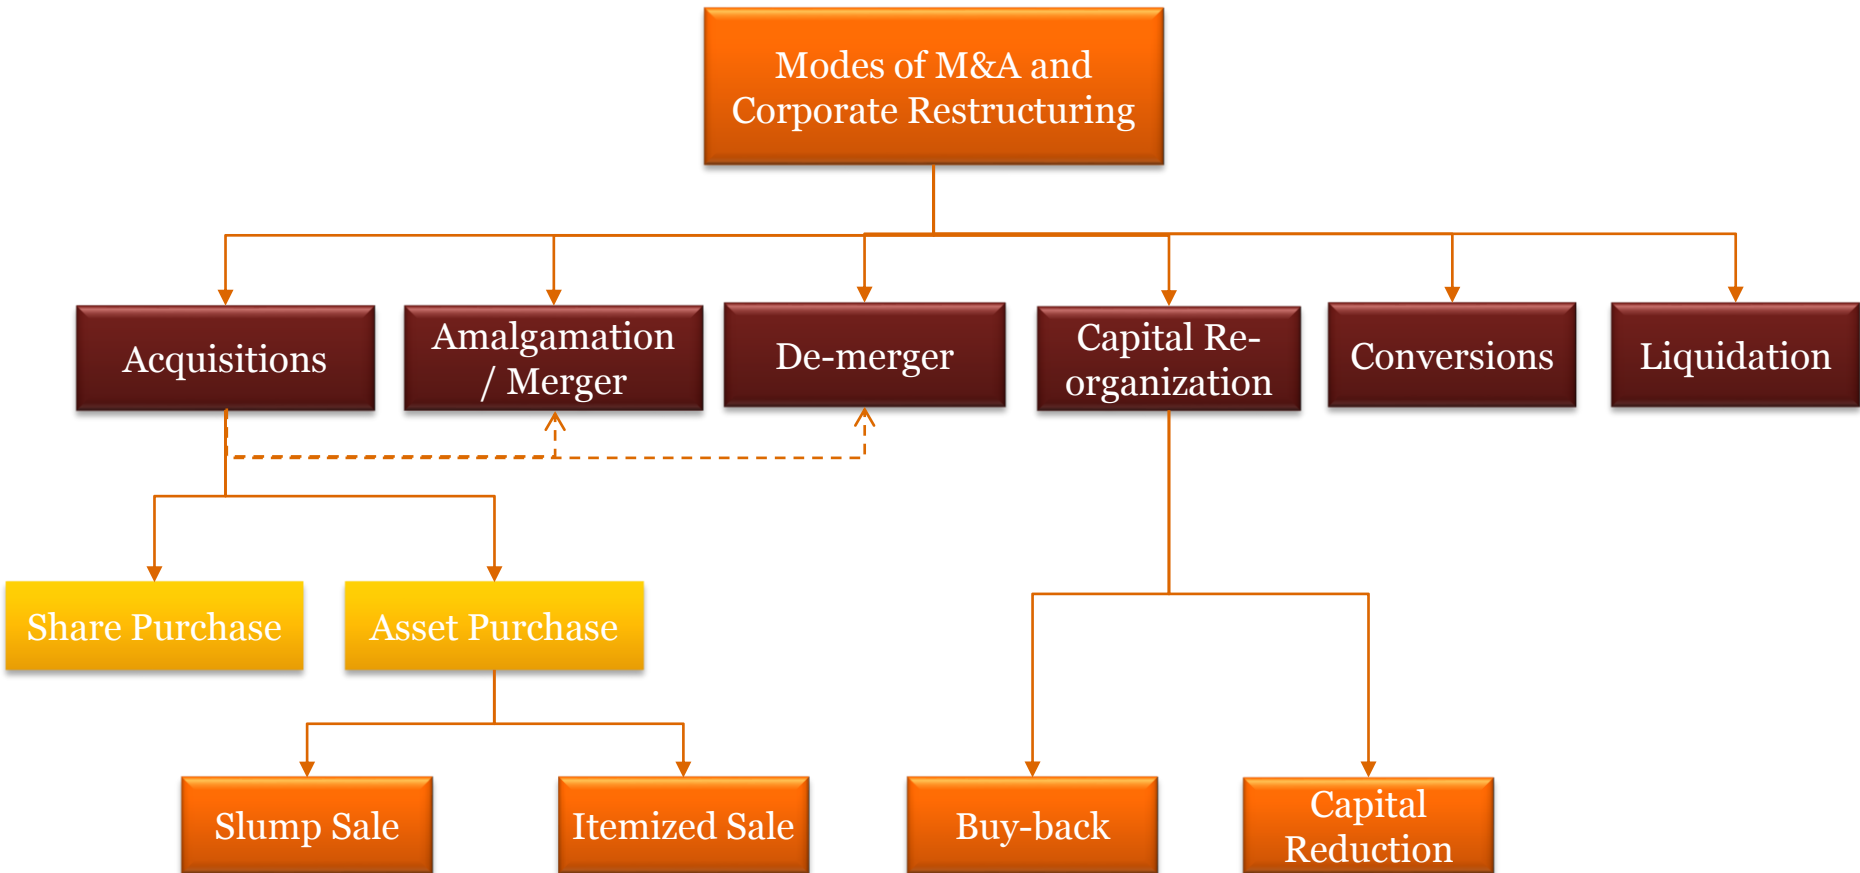 Modes of M&A and
Corporate Restructuring
Acquisitions
Amalgamation
/ Merger
De-merger
Capital Re-
organization
Conversions
Liquidation
Share Purchase
Asset Purchase
Slump Sale
Itemized Sale
Buy-back
Capital
Reduction